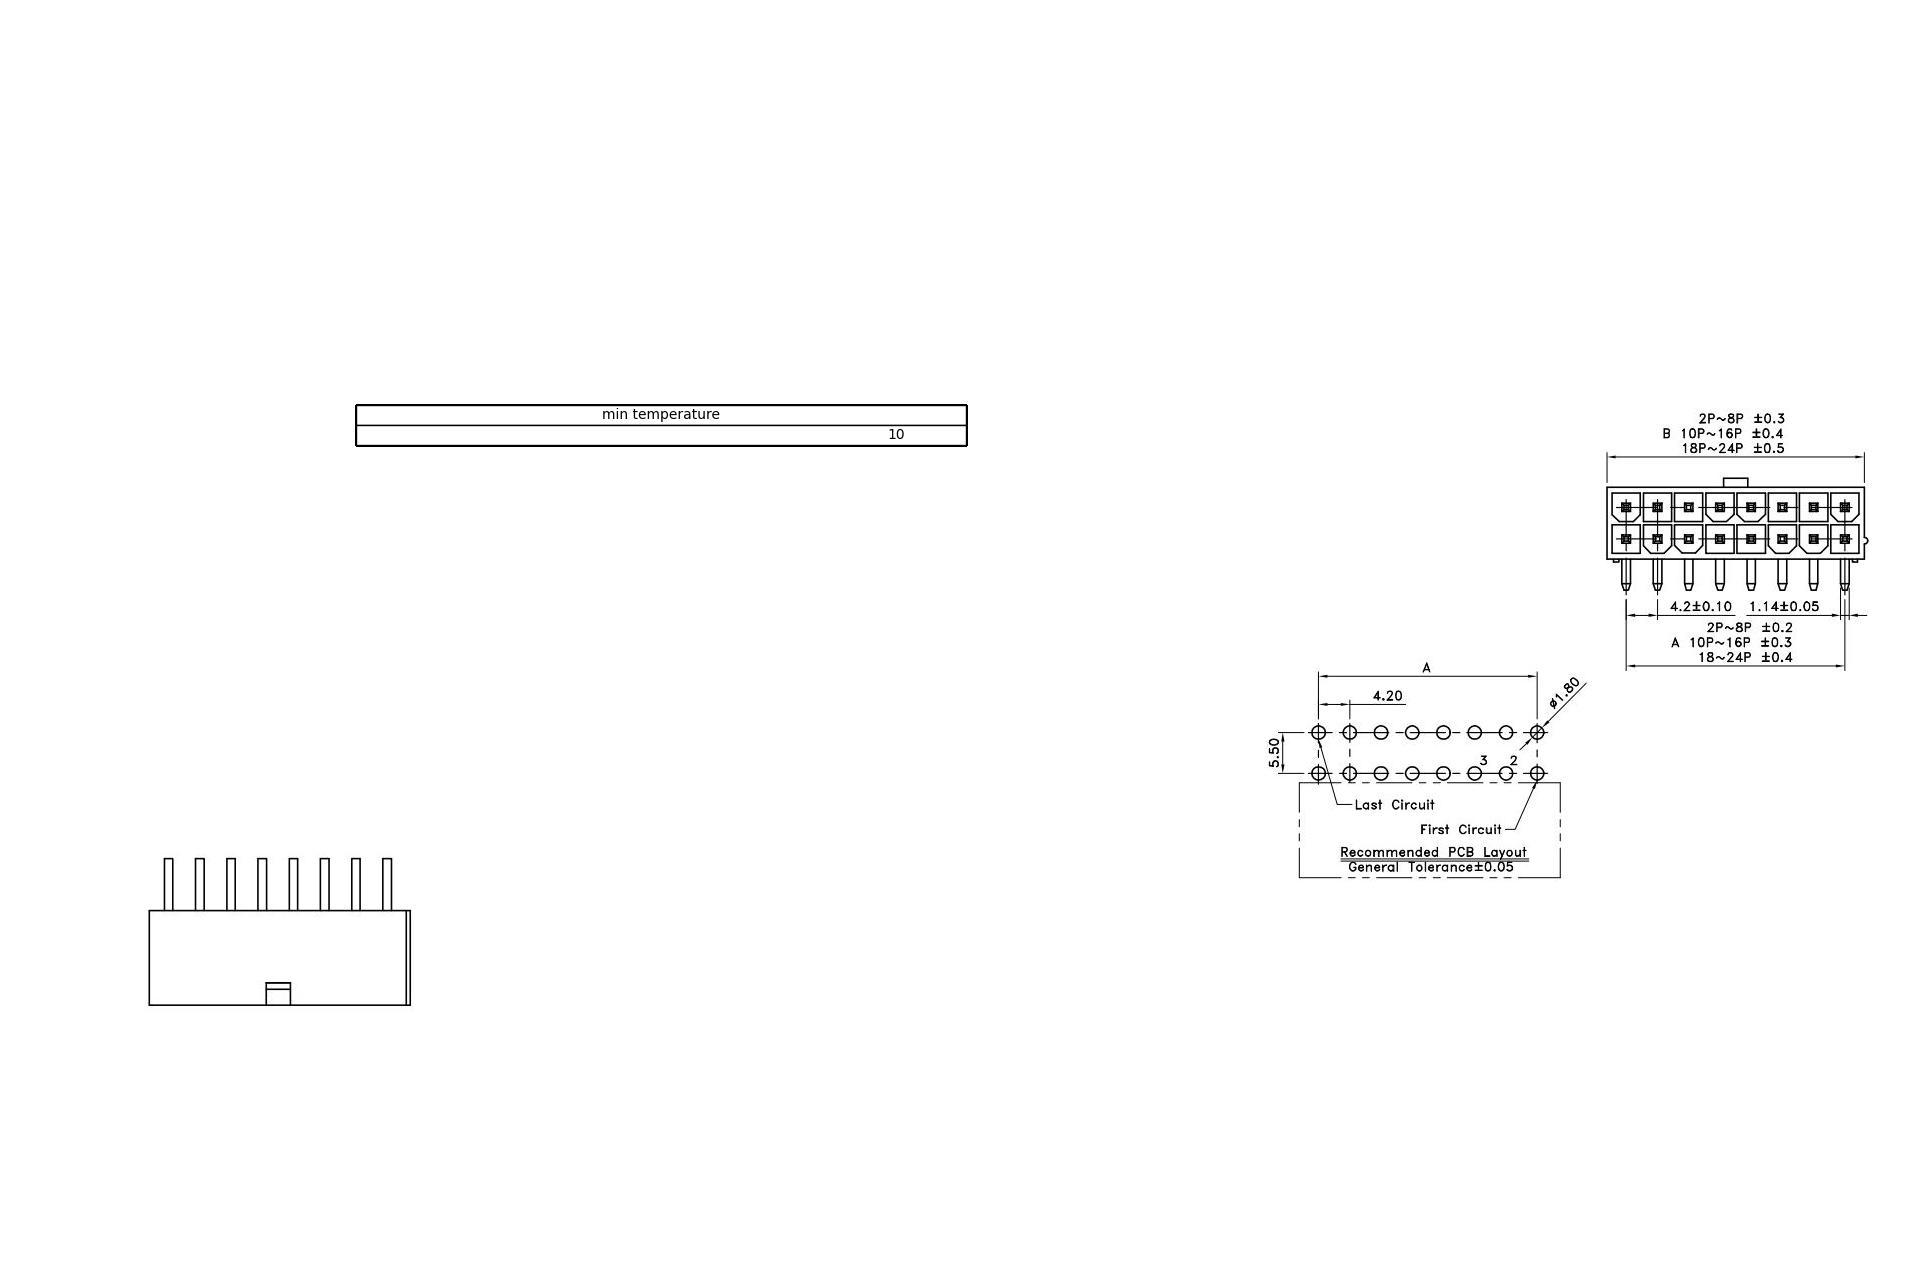 min temperature
10
2P~8P ±0.3
B 10P~16P ±0.4
18P~24P ±0.5
4.2±0.10 1.14±0.05
2P~8P ±0.2
A 10P~16P ±0.3
18~24P ±0.4
A
4.20
ø1.80
5.50
3 2
Last Circuit
First Circuit
Recommended PCB Layout
General Tolerance±0.05